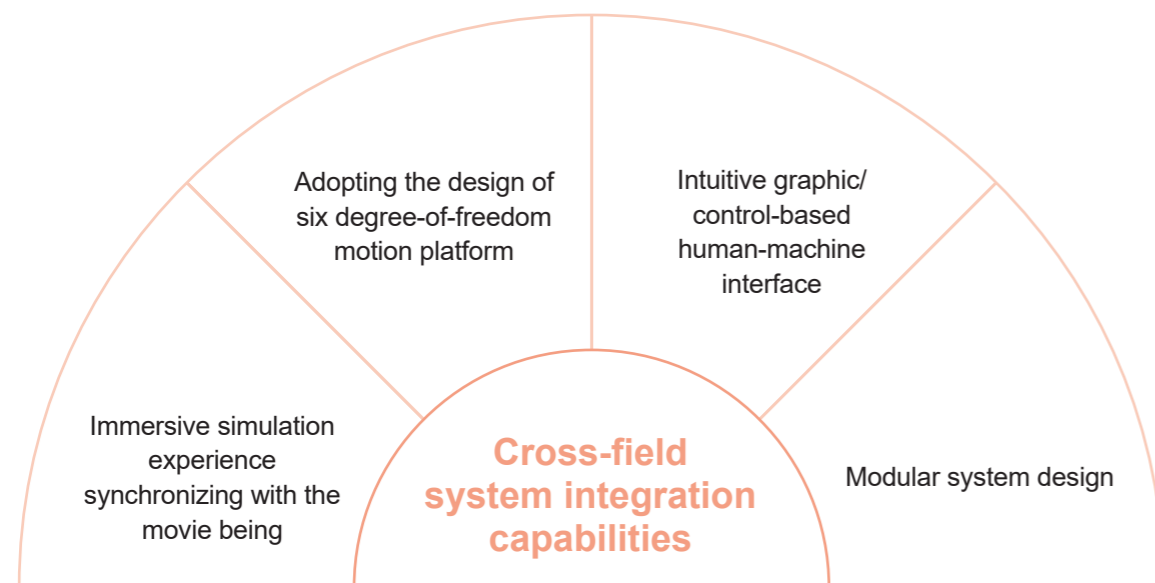 Adopting the design of
six degree-of-freedom
motion platform
Intuitive graphic/
control-based
human-machine
interface
Immersive simulation
experience
synchronizing with the
movie being
Cross-field
system integration
capabilities
Modular system design